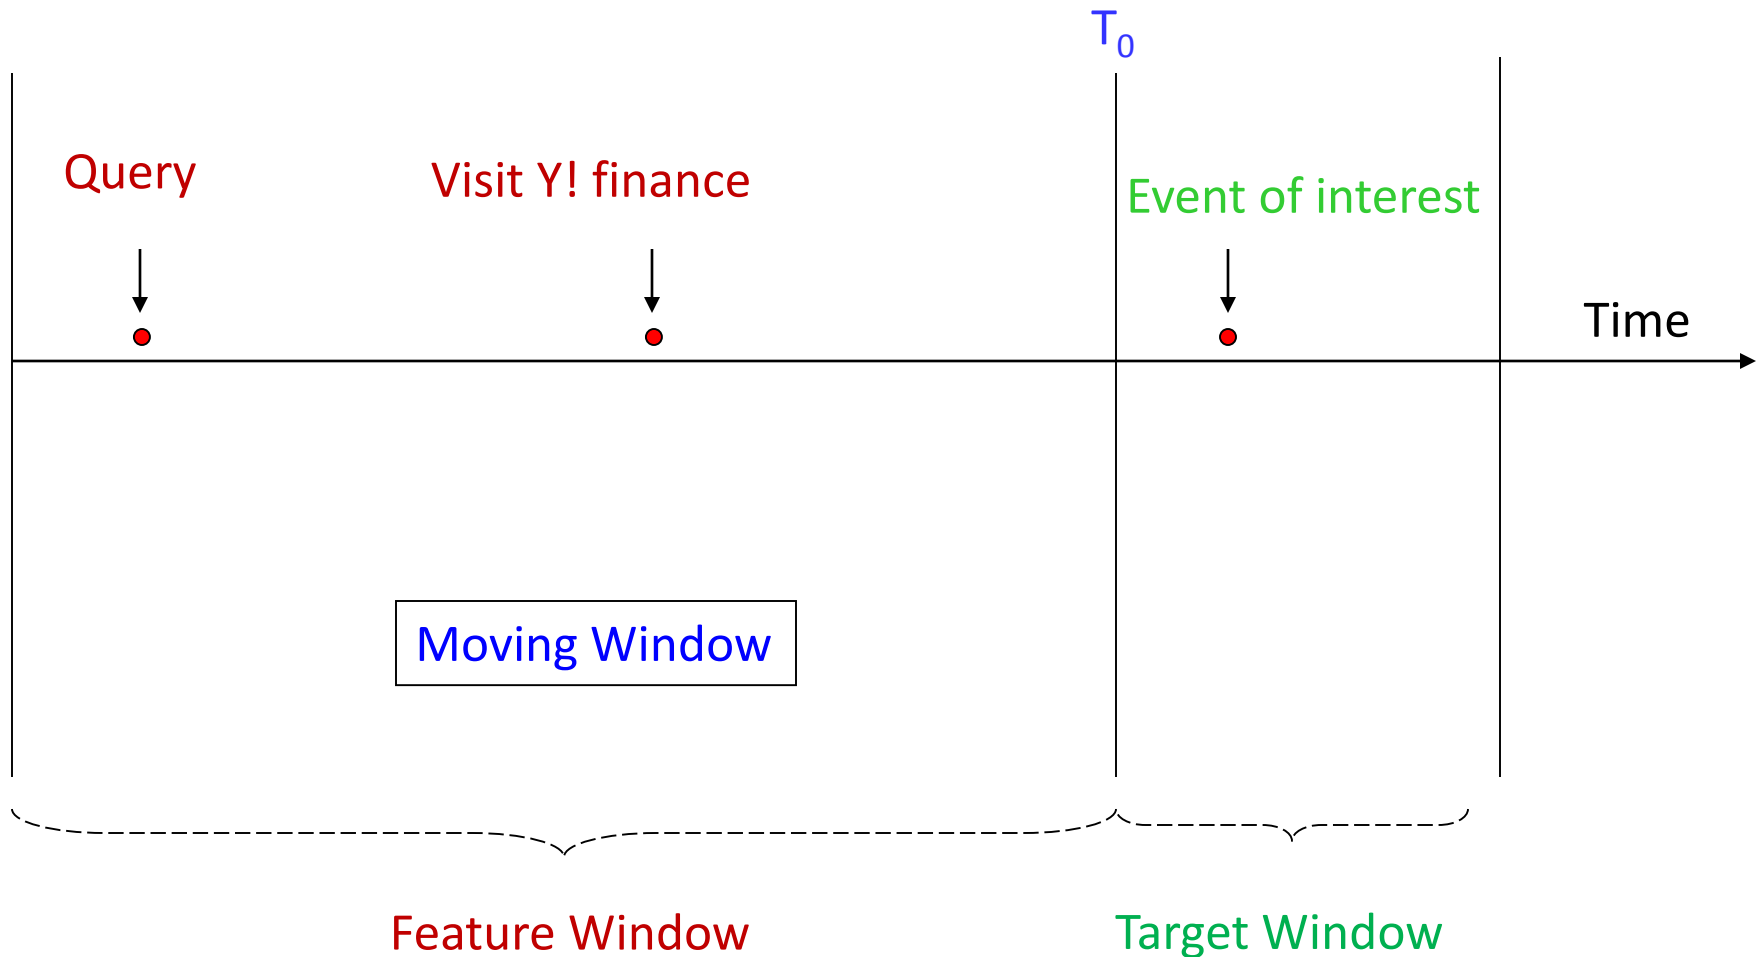 T0
Query
Visit Y! finance
Event of interest
Time
Moving Window
Feature Window
Target Window